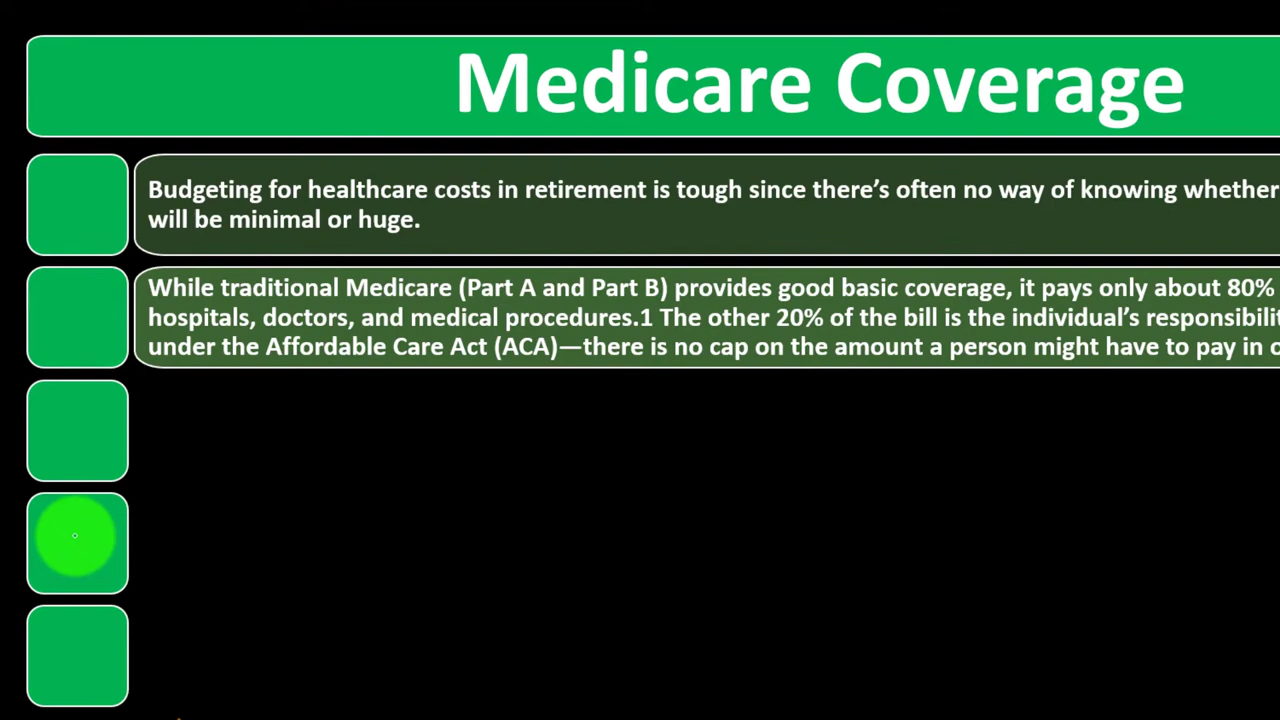 Medicare Coverage
Budgeting for healthcare costs in retirement is tough since there’s often no way of knowing whether
will be minimal or huge.
While traditional Medicare (Part A and Part B) provides good basic coverage, it pays only about 80%
hospitals, doctors, and medical procedures.1 The other 20% of the bill is the individual’s
under the Affordable Care Act (ACA)—there is no cap on the amount a person might have to pay in